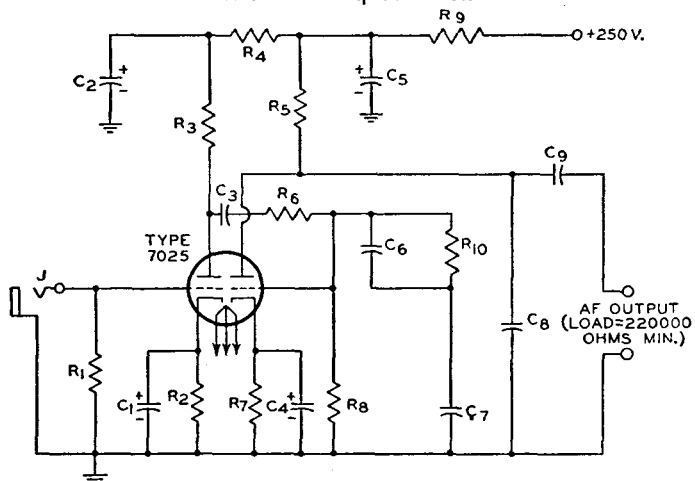 R9
R4
+250 V.
C2
+
-
+
-
C5
R3
R5
C9
C3
R6
TYPE
7025
C6
R10
J
AF OUTPUT
(LOAD=220000
OHMS MIN.)
C8
R1
C1
+
-
R2
R7
C4
+
-
R8
C7